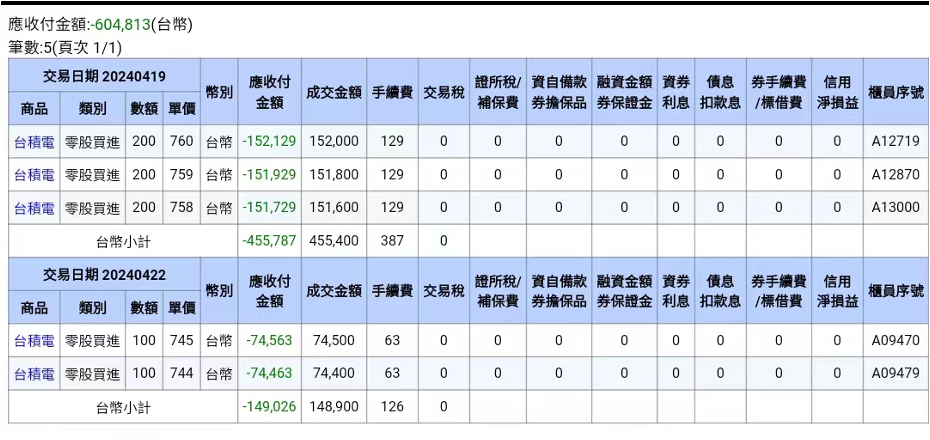 應收付金額:-604,813(台幣)
筆數:5(頁次 1/1)
交易日期 20240419 幣別 應收付金額 成交金額 手續費 交易稅 證所稅/補保費 資自備款券擔保品 融資金額券保證金 資券利息 債息扣款息 券手續費/標借費 信用淨損益 櫃員序號
商品 類別 數額 單價
台積電 零股買進 200 760 台幣 -152,129 152,000 129 0 0 0 0 0 0 0 0 A12719
台積電 零股買進 200 759 台幣 -151,929 151,800 129 0 0 0 0 0 0 0 0 A12870
台積電 零股買進 200 758 台幣 -151,729 151,600 129 0 0 0 0 0 0 0 0 A13000
台幣小計 -455,787 455,400 387 0
交易日期 20240422 幣別 應收付金額 成交金額 手續費 交易稅 證所稅/補保費 資自備款券擔保品 融資金額券保證金 資券利息 債息扣款息 券手續費/標借費 信用淨損益 櫃員序號
商品 類別 數額 單價
台積電 零股買進 100 745 台幣 -74,563 74,500 63 0 0 0 0 0 0 0 0 A09470
台積電 零股買進 100 744 台幣 -74,463 74,400 63 0 0 0 0 0 0 0 0 A09479
台幣小計 -149,026 148,900 126 0